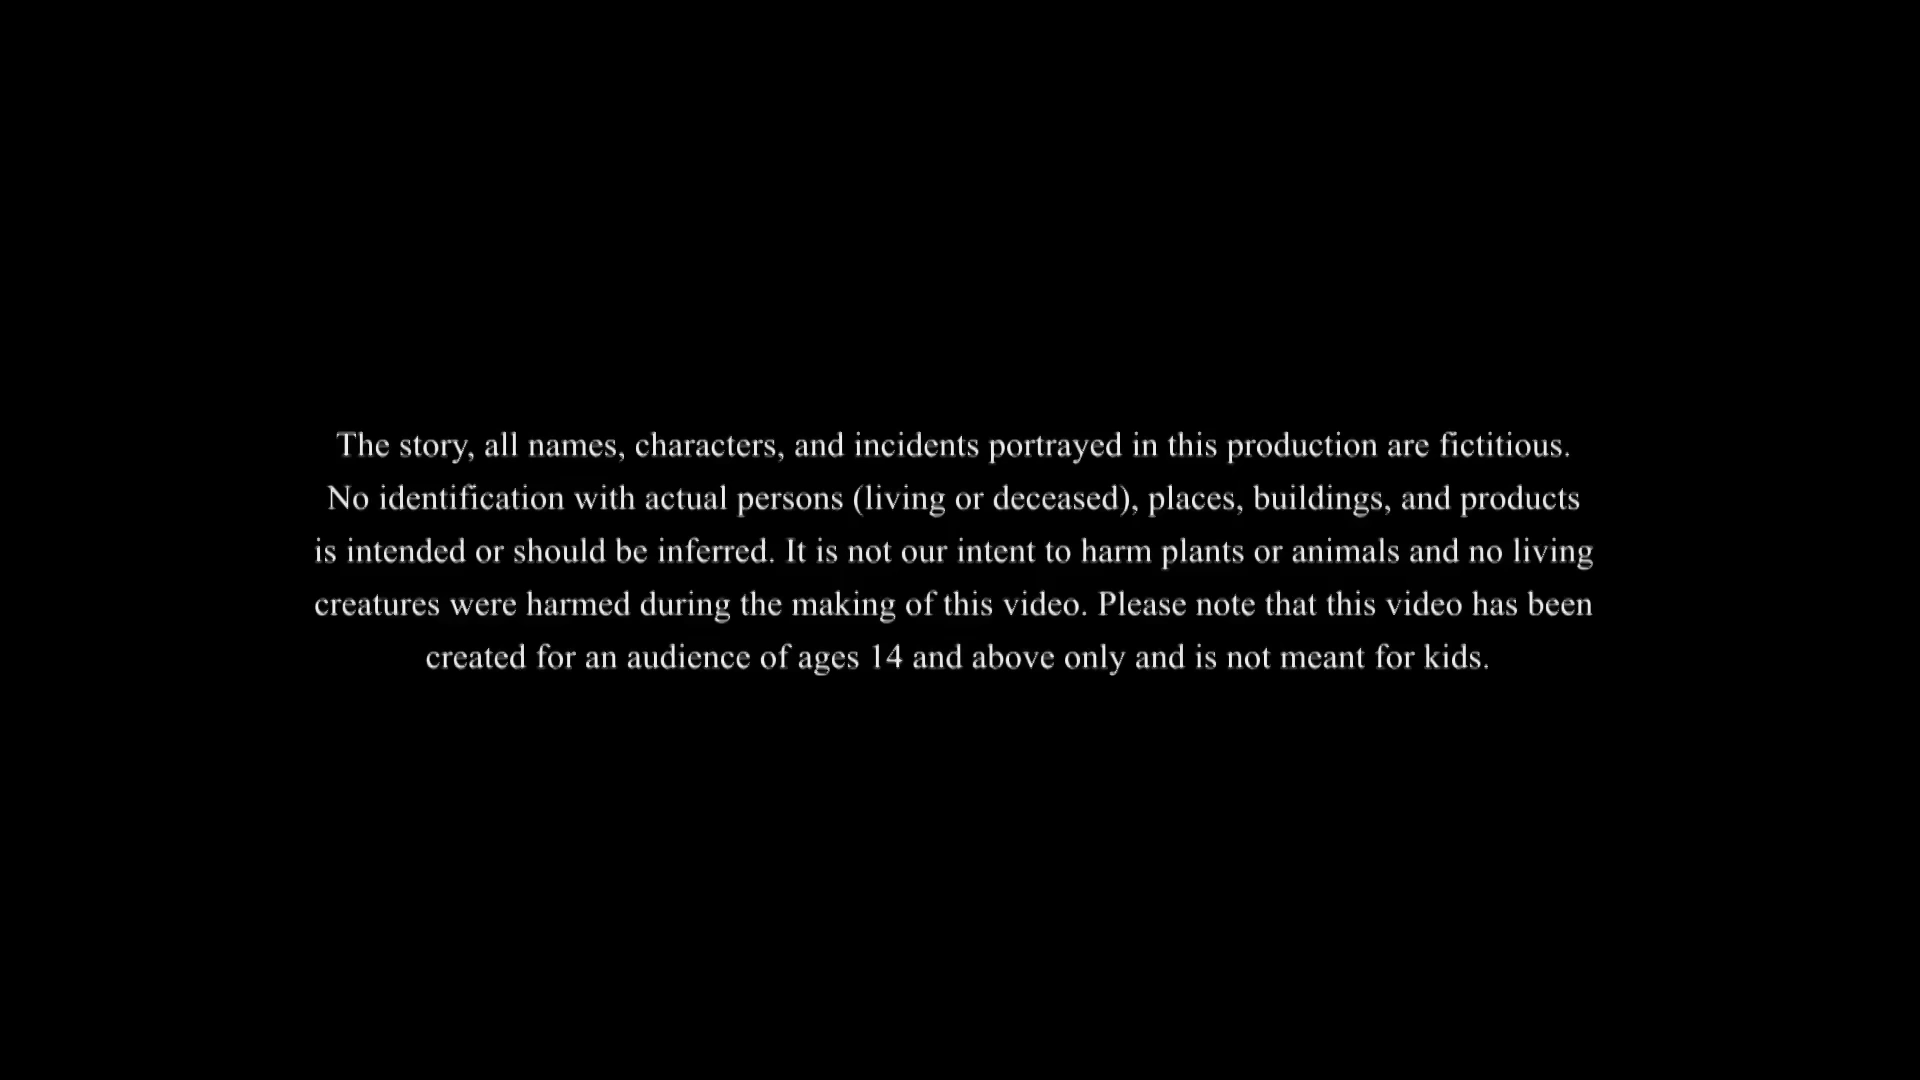 The story, all names, characters, and incidents portrayed in this production are fictitious.
No identification with actual persons (living or deceased), places, buildings, and products
is intended or should be inferred. It is not our intent to harm plants or animals and no living
creatures were harmed during the making of this video. Please note that this video has been
created for an audience of ages 14 and above only and is not meant for kids.